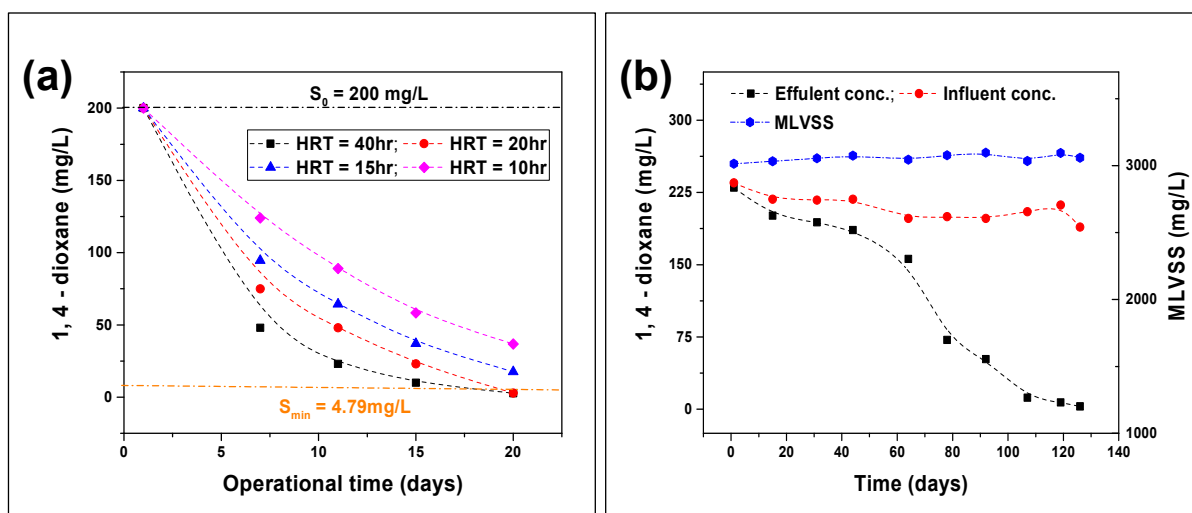 (a)
S₀ = 200 mg/L
HRT = 40hr; HRT = 20hr
HRT = 15hr; HRT = 10hr
Sₘᵢₙ = 4.79mg/L
1, 4 - dioxane (mg/L)
200
150
100
50
0
0 5 10 15 20
Operational time (days)
(b)
Effulent conc.; Influent conc.
MLVSS
1, 4 - dioxane (mg/L)
300
225
150
75
0
MLVSS (mg/L)
3000
2000
1000
0 20 40 60 80 100 120 140
Time (days)